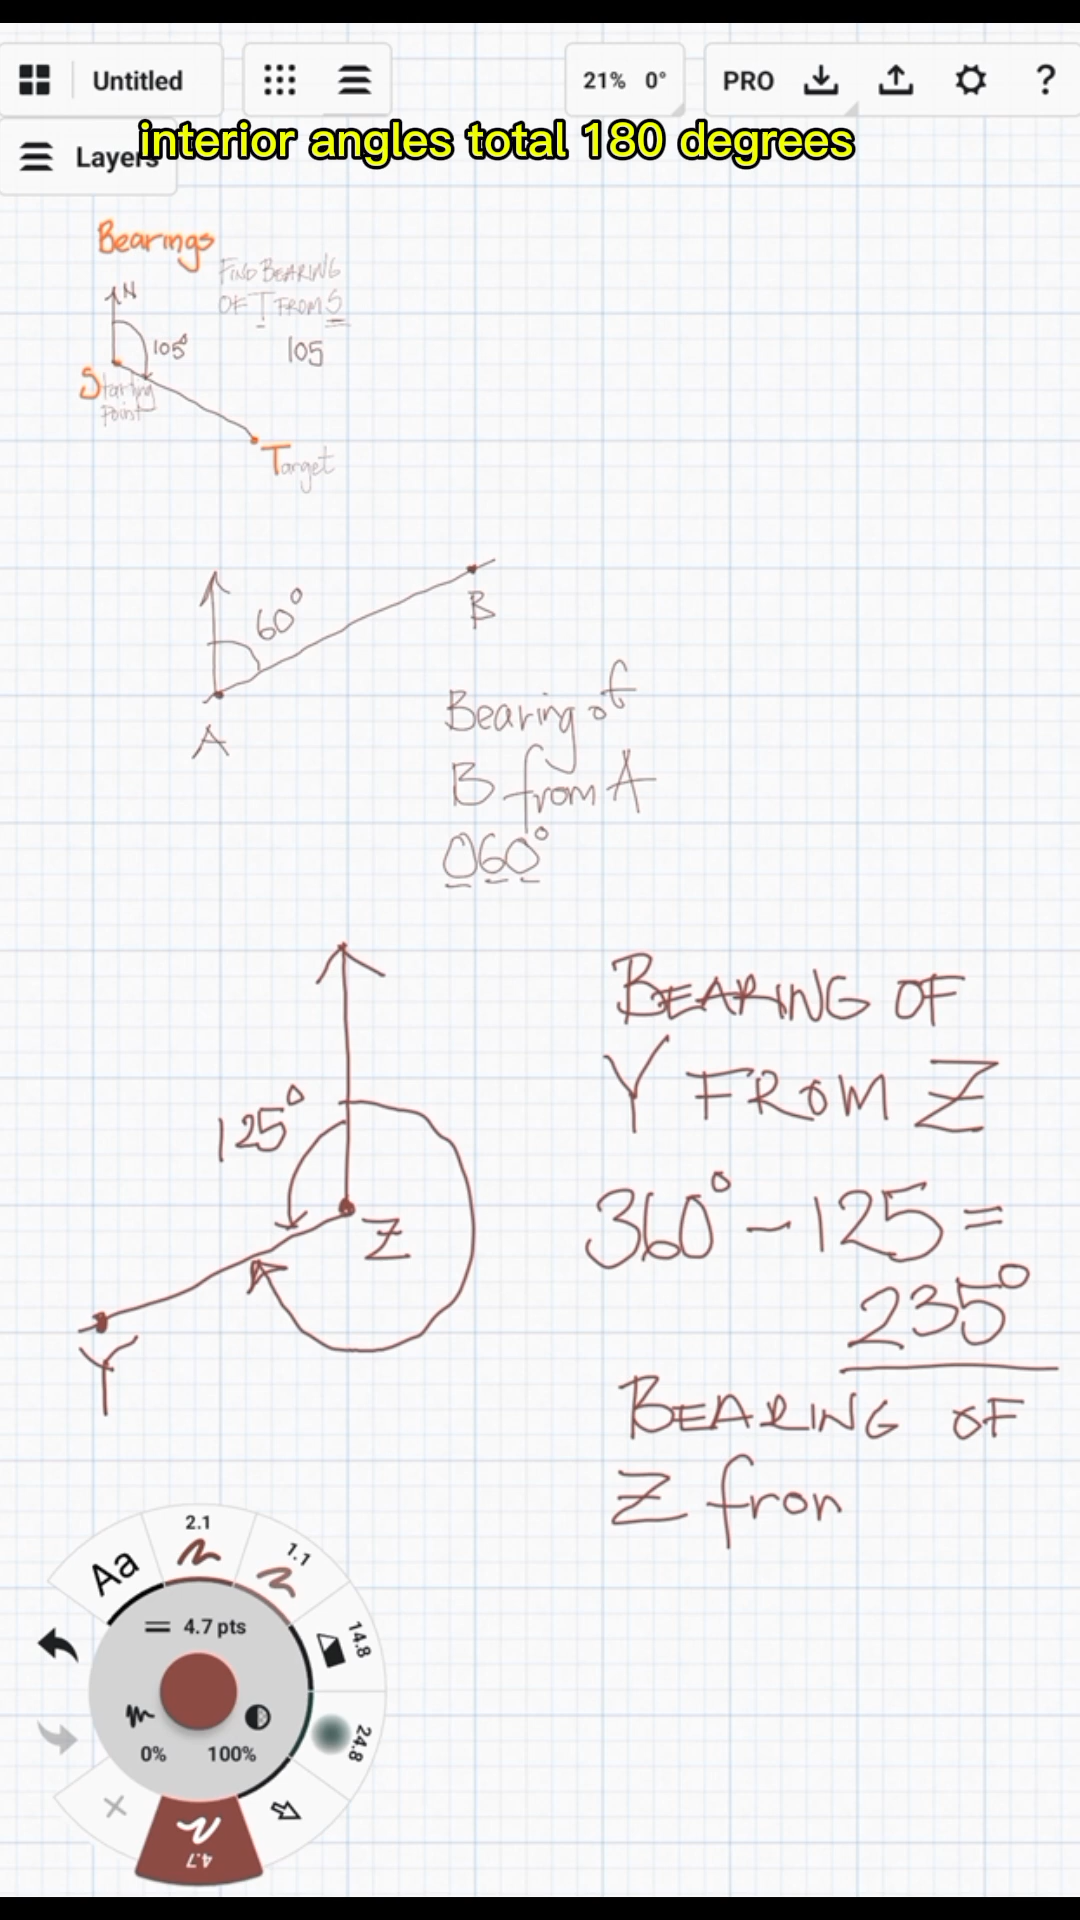 Untitled
21% 0°
PRO
?
interior angles total 180 degrees
Layers
Bearings
FIND BEARING
OF T FROM S
N
105°
105
Starting
Point
Target
60°
B
A
Bearing of
B from A
060°
BEARING OF
Y FROM Z
125°
360° - 125 =
Z
235°
Y
BEARING OF
Z fron
2.1
1.1
Aa
4.7 pts
14.8
24.8
0% 100%
4.7